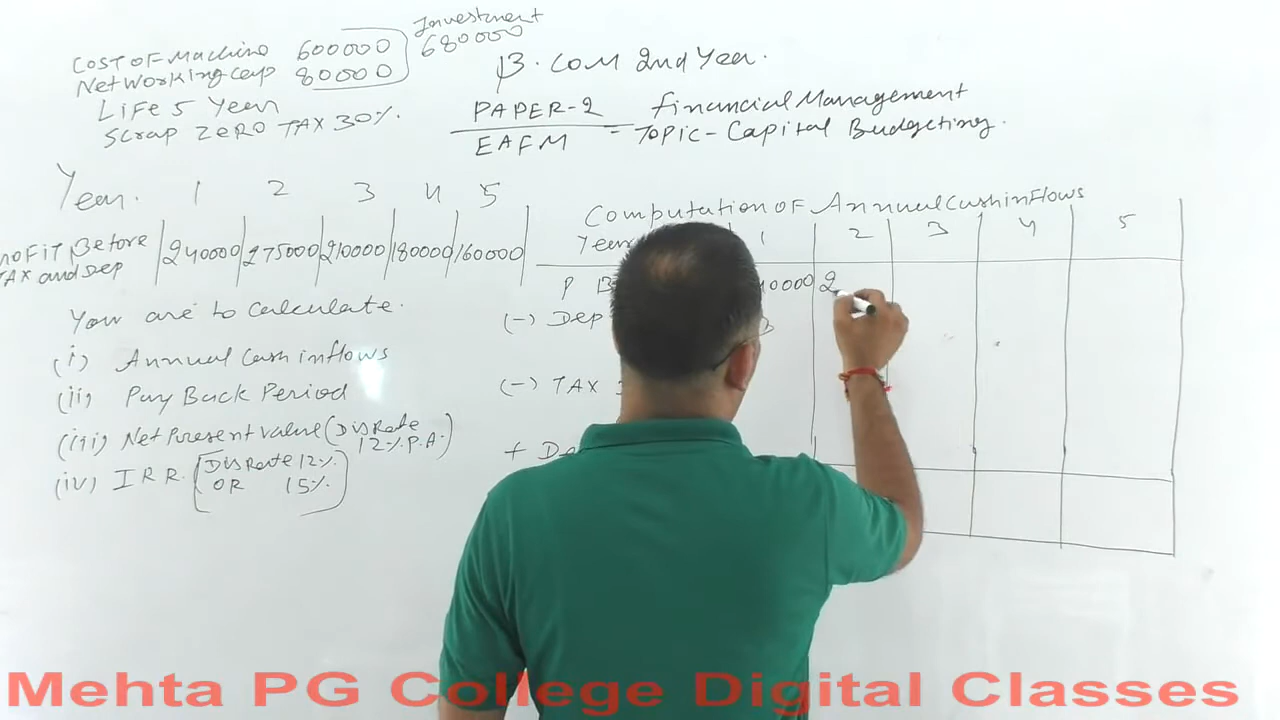 Investment
680000
COST OF Machine 600000
Net Working Cap 80000
LiFe 5 Year
Scrap ZeRO TAX 30%.
B. COM 2nd Year.
PAPER-2
EAFM
= Financial Management
Topic - Capital Budgeting.
Year. 1 2 3 4 5
ProFiT Before
TAX and Dep
240000 275000 210000 180000 160000
You are to Calculate.
(i) Annual Cash inflows
(ii) Pay Back Period
(iii) Net Present Value (Dis Rate
12%. P.A.)
(iv) I R R. [Dis Rate 12%.
OR 15%.]
Computation OF Annual Cash inFlows
Year 1 2 3 4 5
P B 40000 2
(-) Dep
(-) TAX
+ De
Mehta PG College Digital Classes